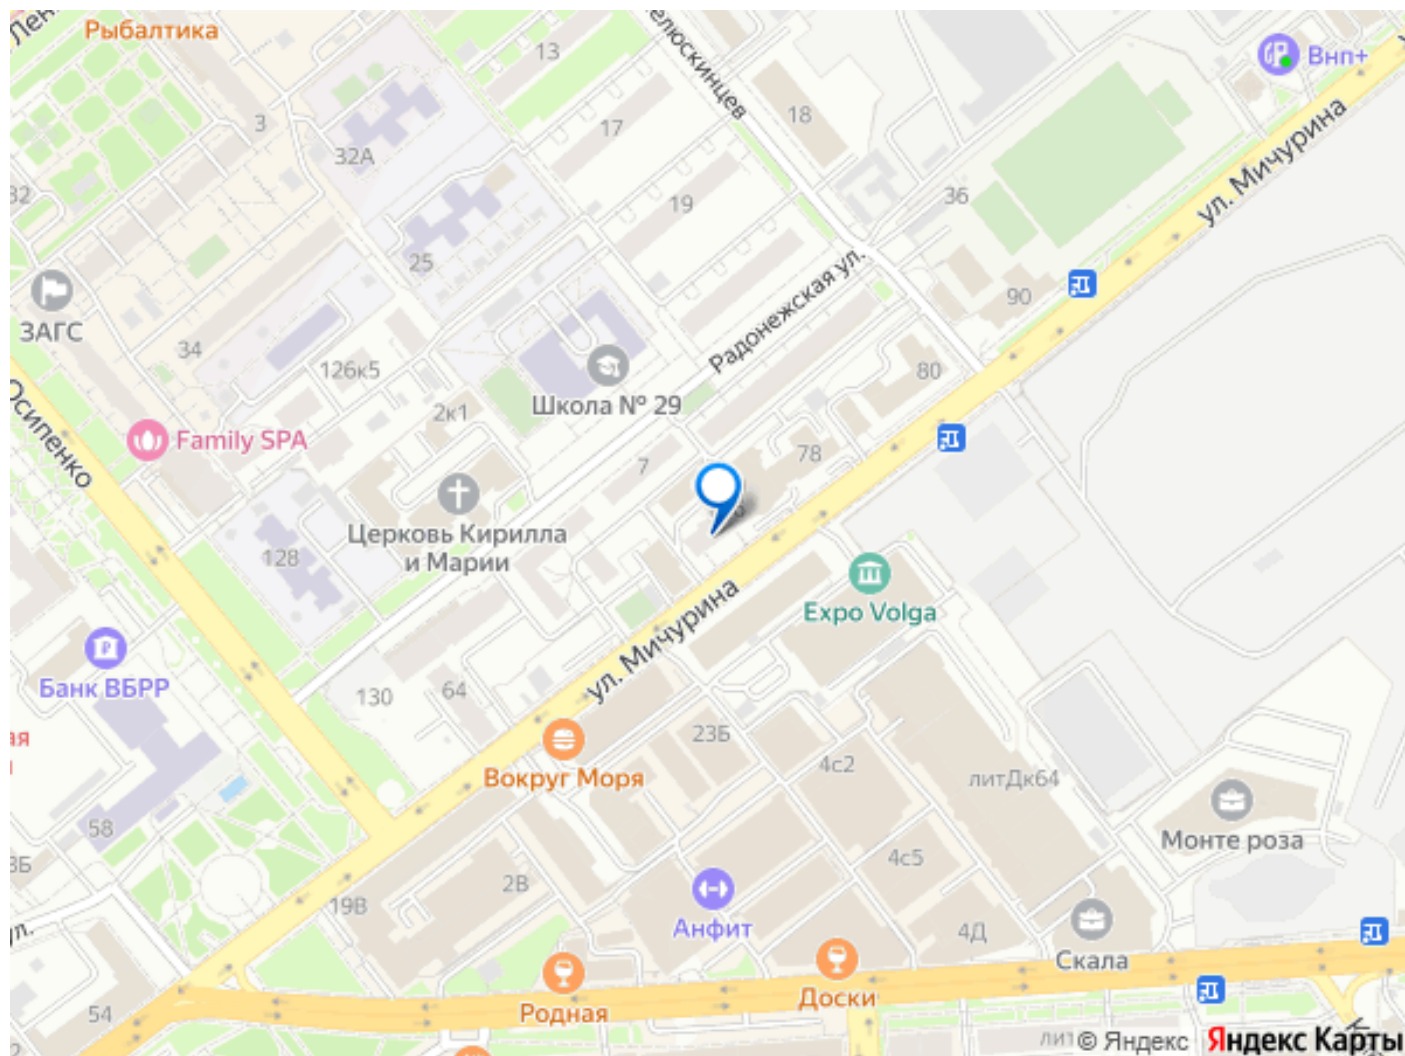 Рыбалтика
13
18
Внп+
3
17
32А
ул. Мичурина
19
36
25
ЗАГС
Радонежская ул.
90
34
126к5
80
Школа № 29
2к1
Осипенко
Family SPA
78
7
Церковь Кирилла
и Марии
128
Expo Volga
ул. Мичурина
Банк ВБРР
130
64
23Б
4с2
литДк64
Вокруг Моря
58
Монте роза
4с5
2В
19В
Анфит
4Д
Скала
Доски
Родная
54
© Яндекс Яндекс Карты